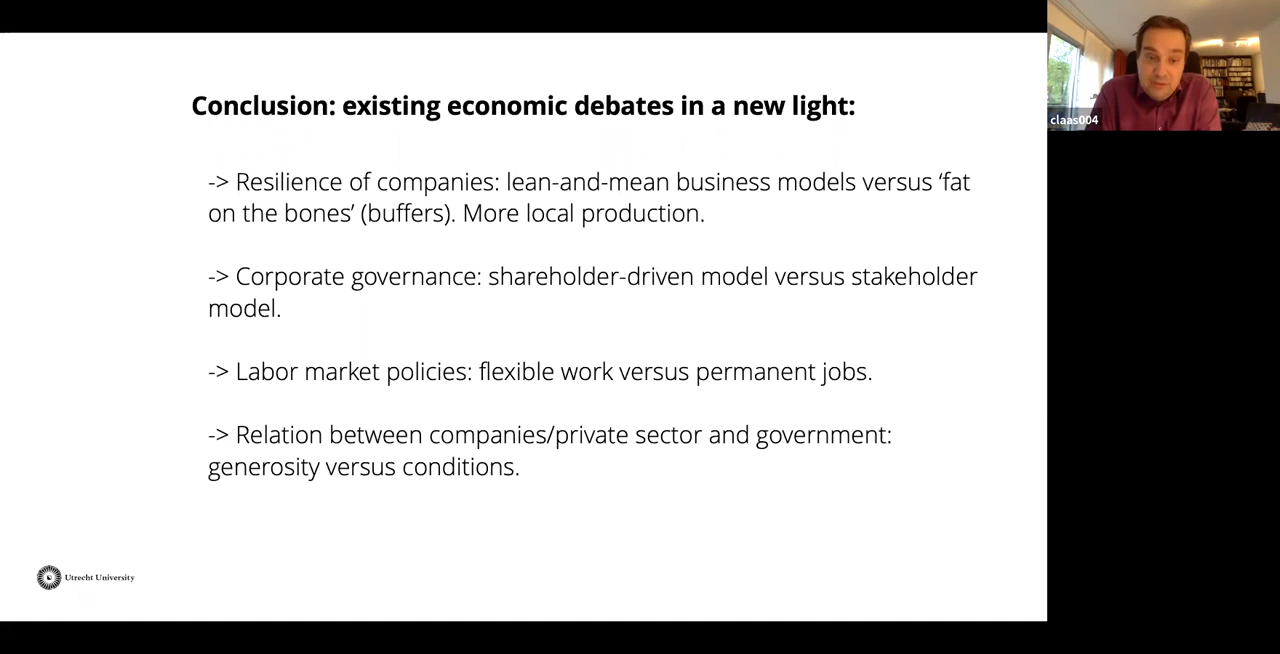 Conclusion: existing economic debates in a new light:
-> Resilience of companies: lean-and-mean business models versus ‘fat
on the bones’ (buffers). More local production.
-> Corporate governance: shareholder-driven model versus stakeholder
model.
-> Labor market policies: flexible work versus permanent jobs.
-> Relation between companies/private sector and government:
generosity versus conditions.
Utrecht University
claas004